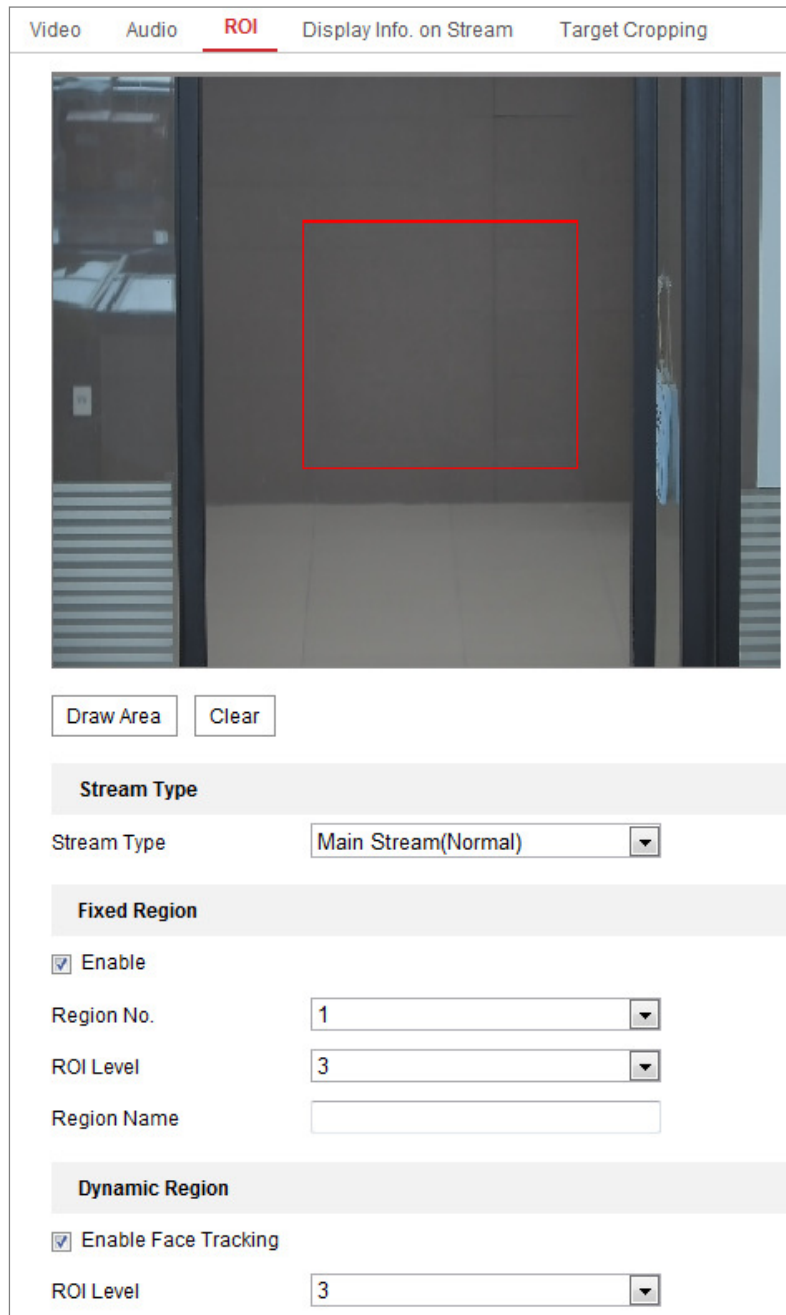 Video Audio ROI Display Info. on Stream Target Cropping
Draw Area Clear
Stream Type
Stream Type Main Stream(Normal)
Fixed Region
Enable
Region No. 1
ROI Level 3
Region Name
Dynamic Region
Enable Face Tracking
ROI Level 3